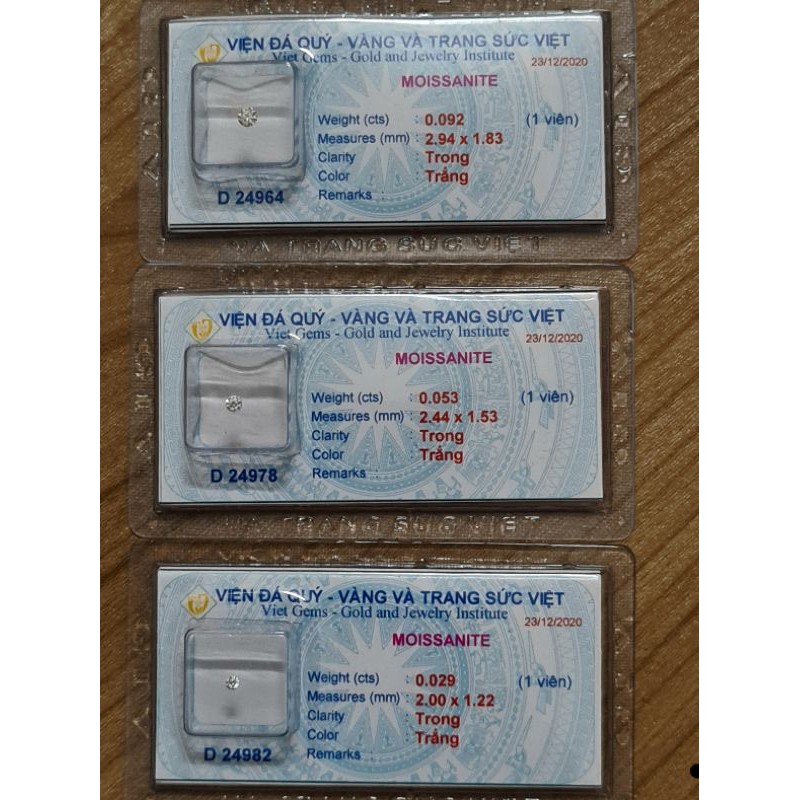 VIỆN ĐÁ QUÝ - VÀNG VÀ TRANG SỨC VIỆT
Viet Gems - Gold and Jewelry Institute
23/12/2020
MOISSANITE
Weight (cts) : 0.092 (1 viên)
Measures (mm) : 2.94 x 1.83
Clarity : Trong
Color : Trắng
Remarks :
D 24964
VÀ TRANG SỨC VIỆT
VIỆN ĐÁ QUÝ - VÀNG VÀ TRANG SỨC VIỆT
Viet Gems - Gold and Jewelry Institute
23/12/2020
MOISSANITE
Weight (cts) : 0.053 (1 viên)
Measures (mm) : 2.44 x 1.53
Clarity : Trong
Color : Trắng
Remarks :
D 24978
VÀ TRANG SỨC VIỆT
VIỆN ĐÁ QUÝ - VÀNG VÀ TRANG SỨC VIỆT
Viet Gems - Gold and Jewelry Institute
23/12/2020
MOISSANITE
Weight (cts) : 0.029 (1 viên)
Measures (mm) : 2.00 x 1.22
Clarity : Trong
Color : Trắng
Remarks :
D 24982